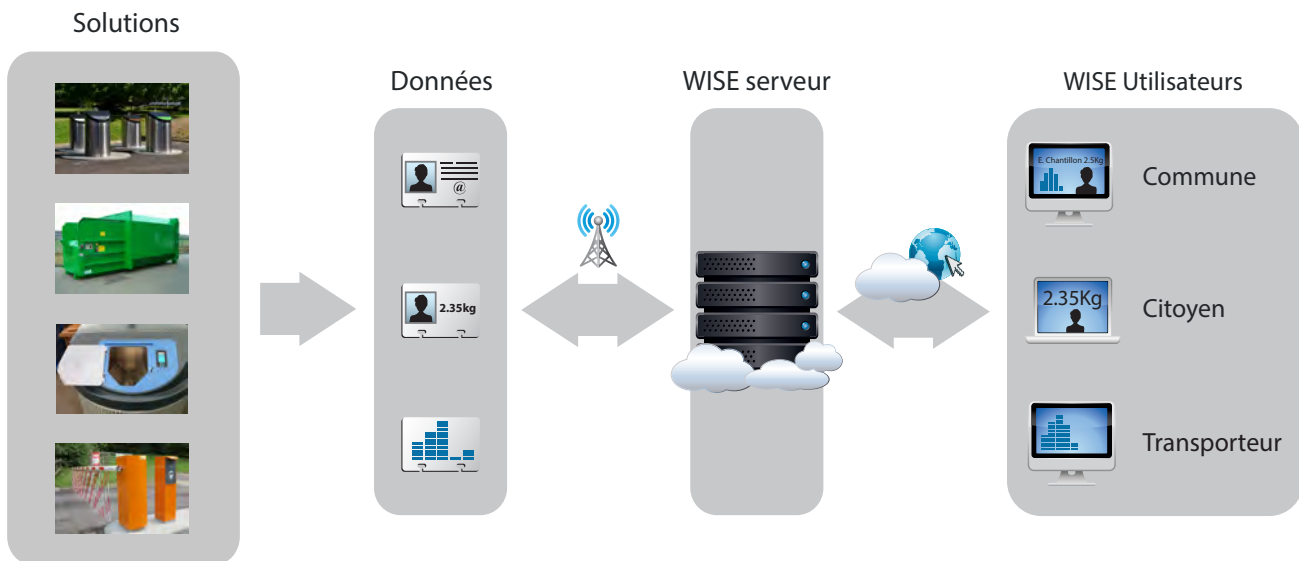 Solutions
Données
WISE serveur
WISE Utilisateurs
@
2.35kg
E. Chantillon 2.5Kg
Commune
2.35Kg
Citoyen
Transporteur